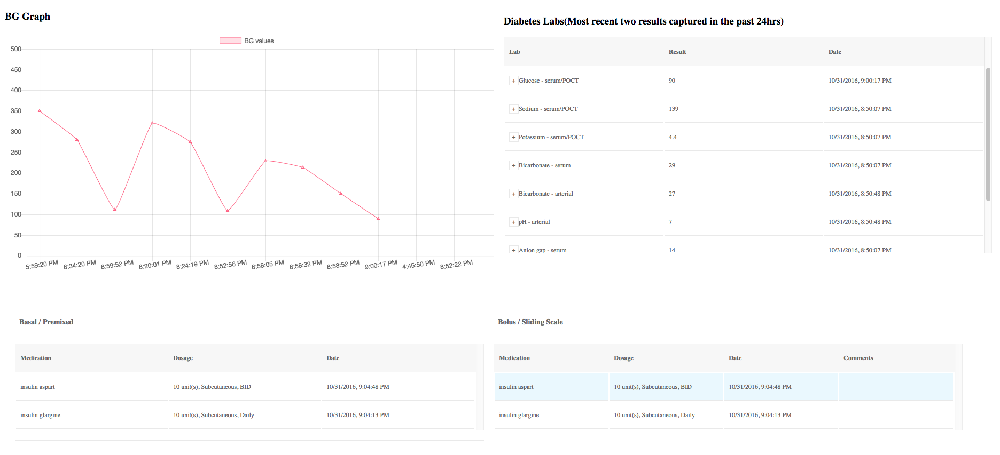 BG Graph
BG values
500
450
400
350
300
250
200
150
100
50
0
5:59:20 PM 8:34:20 PM 8:59:52 PM 8:20:01 PM 8:24:19 PM 8:52:56 PM 8:58:05 PM 8:58:32 PM 8:58:52 PM 9:00:17 PM 4:45:50 PM 8:52:22 PM
Diabetes Labs(Most recent two results captured in the past 24hrs)
Lab Result Date
+ Glucose - serum/POCT 90 10/31/2016, 9:00:17 PM
+ Sodium - serum/POCT 139 10/31/2016, 8:50:07 PM
+ Potassium - serum/POCT 4.4 10/31/2016, 8:50:07 PM
+ Bicarbonate - serum 29 10/31/2016, 8:50:07 PM
+ Bicarbonate - arterial 27 10/31/2016, 8:50:48 PM
+ pH - arterial 7 10/31/2016, 8:50:48 PM
+ Anion gap - serum 14 10/31/2016, 8:50:07 PM
Basal / Premixed
Medication Dosage Date
insulin aspart 10 unit(s), Subcutaneous, BID 10/31/2016, 9:04:48 PM
insulin glargine 10 unit(s), Subcutaneous, Daily 10/31/2016, 9:04:13 PM
Bolus / Sliding Scale
Medication Dosage Date Comments
insulin aspart 10 unit(s), Subcutaneous, BID 10/31/2016, 9:04:48 PM
insulin glargine 10 unit(s), Subcutaneous, Daily 10/31/2016, 9:04:13 PM